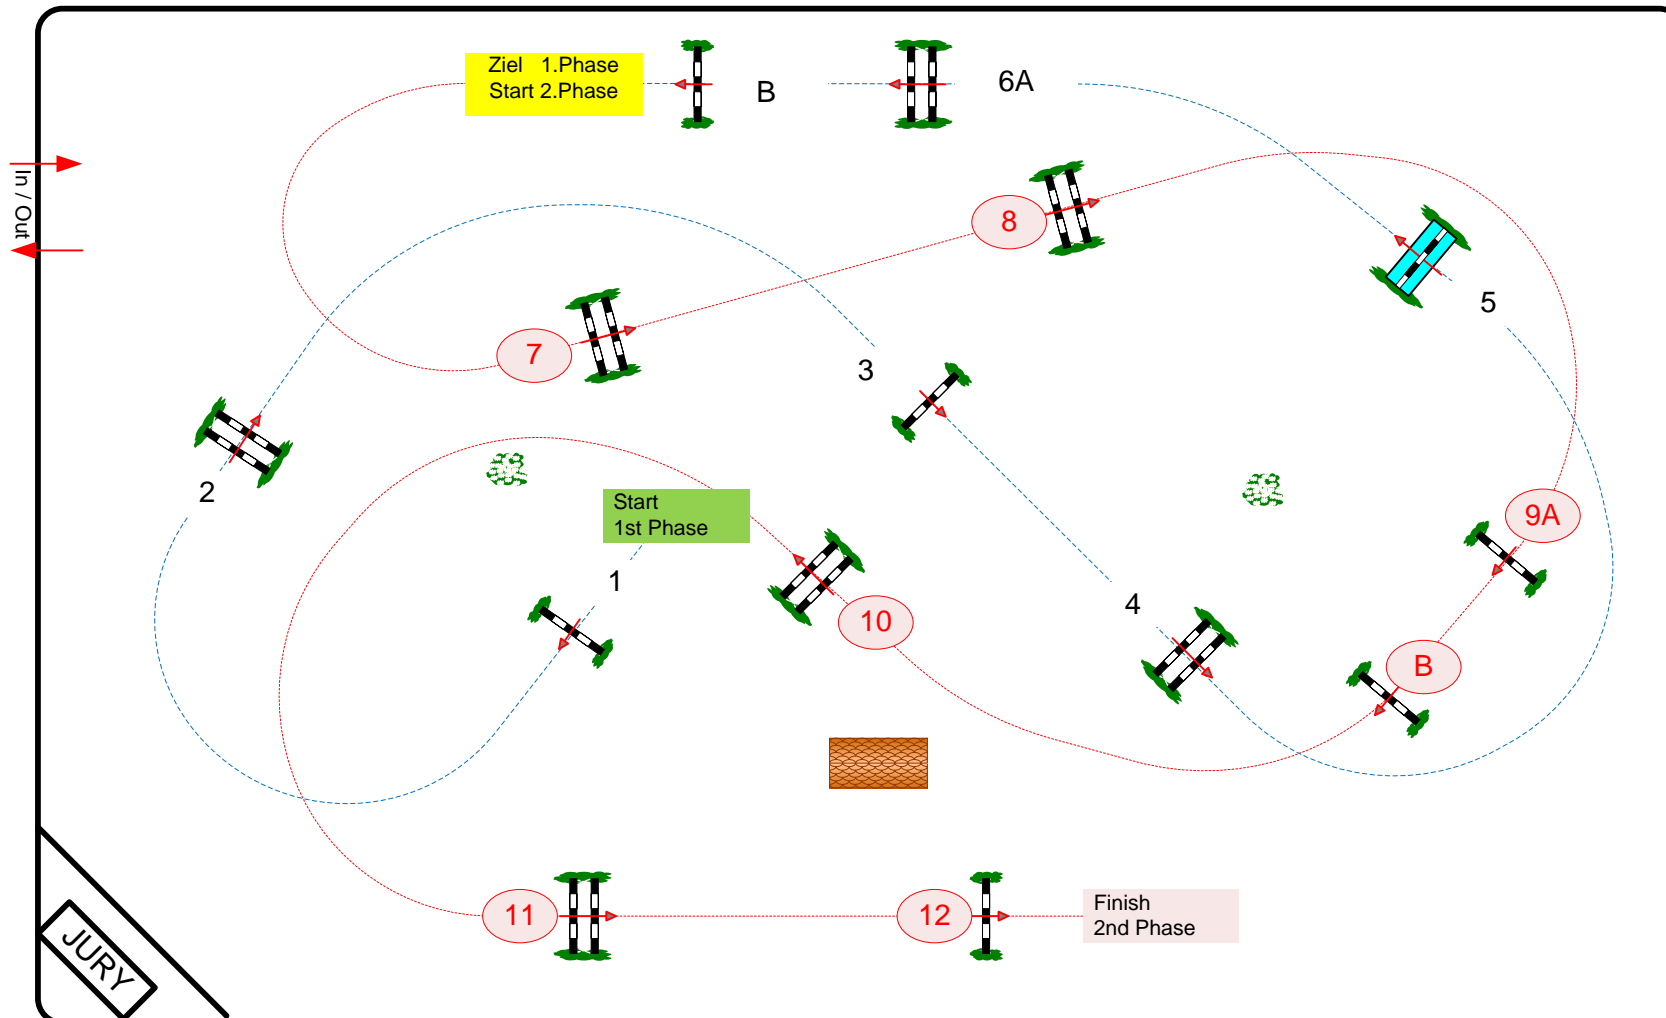 Ziel 1.Phase
Start 2.Phase
B
6A
In / Out
8
5
7
3
2
Start
1st Phase
9A
1
4
10
B
11
12
Finish
2nd Phase
JURY